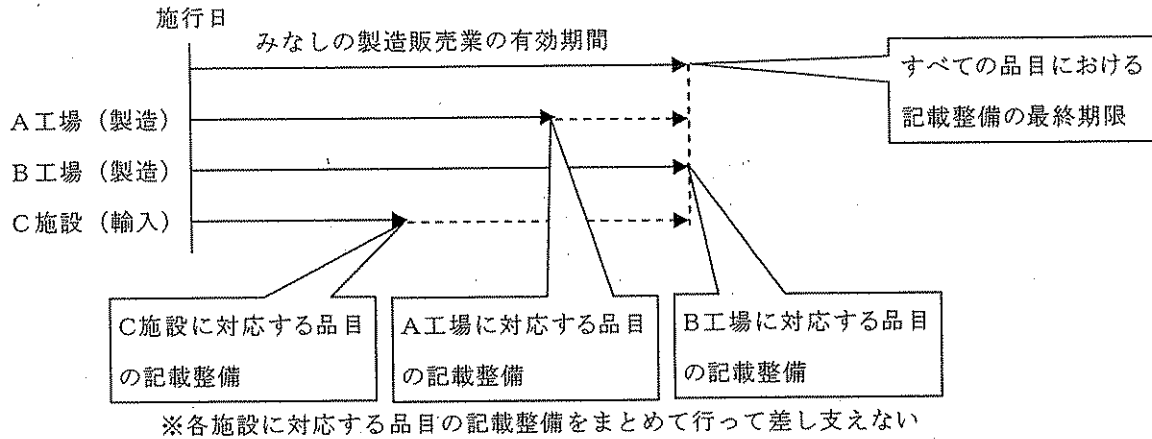 施行日
みなしの製造販売業の有効期間
すべての品目における
記載整備の最終期限
A工場（製造）
B工場（製造）
C施設（輸入）
C施設に対応する品目
の記載整備
A工場に対応する品目
の記載整備
B工場に対応する品目
の記載整備
※各施設に対応する品目の記載整備をまとめて行って差し支えない